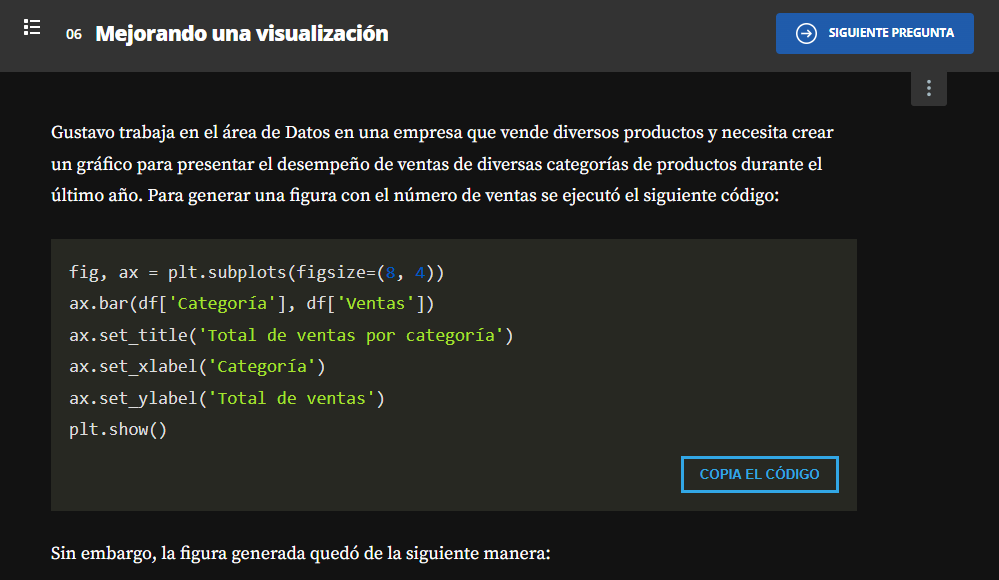 06 Mejorando una visualización
SIGUIENTE PREGUNTA
Gustavo trabaja en el área de Datos en una empresa que vende diversos productos y necesita crear
un gráfico para presentar el desempeño de ventas de diversas categorías de productos durante el
último año. Para generar una figura con el número de ventas se ejecutó el siguiente código:
fig, ax = plt.subplots(figsize=(8, 4))
ax.bar(df['Categoría'], df['Ventas'])
ax.set_title('Total de ventas por categoría')
ax.set_xlabel('Categoría')
ax.set_ylabel('Total de ventas')
plt.show()
COPIA EL CÓDIGO
Sin embargo, la figura generada quedó de la siguiente manera: